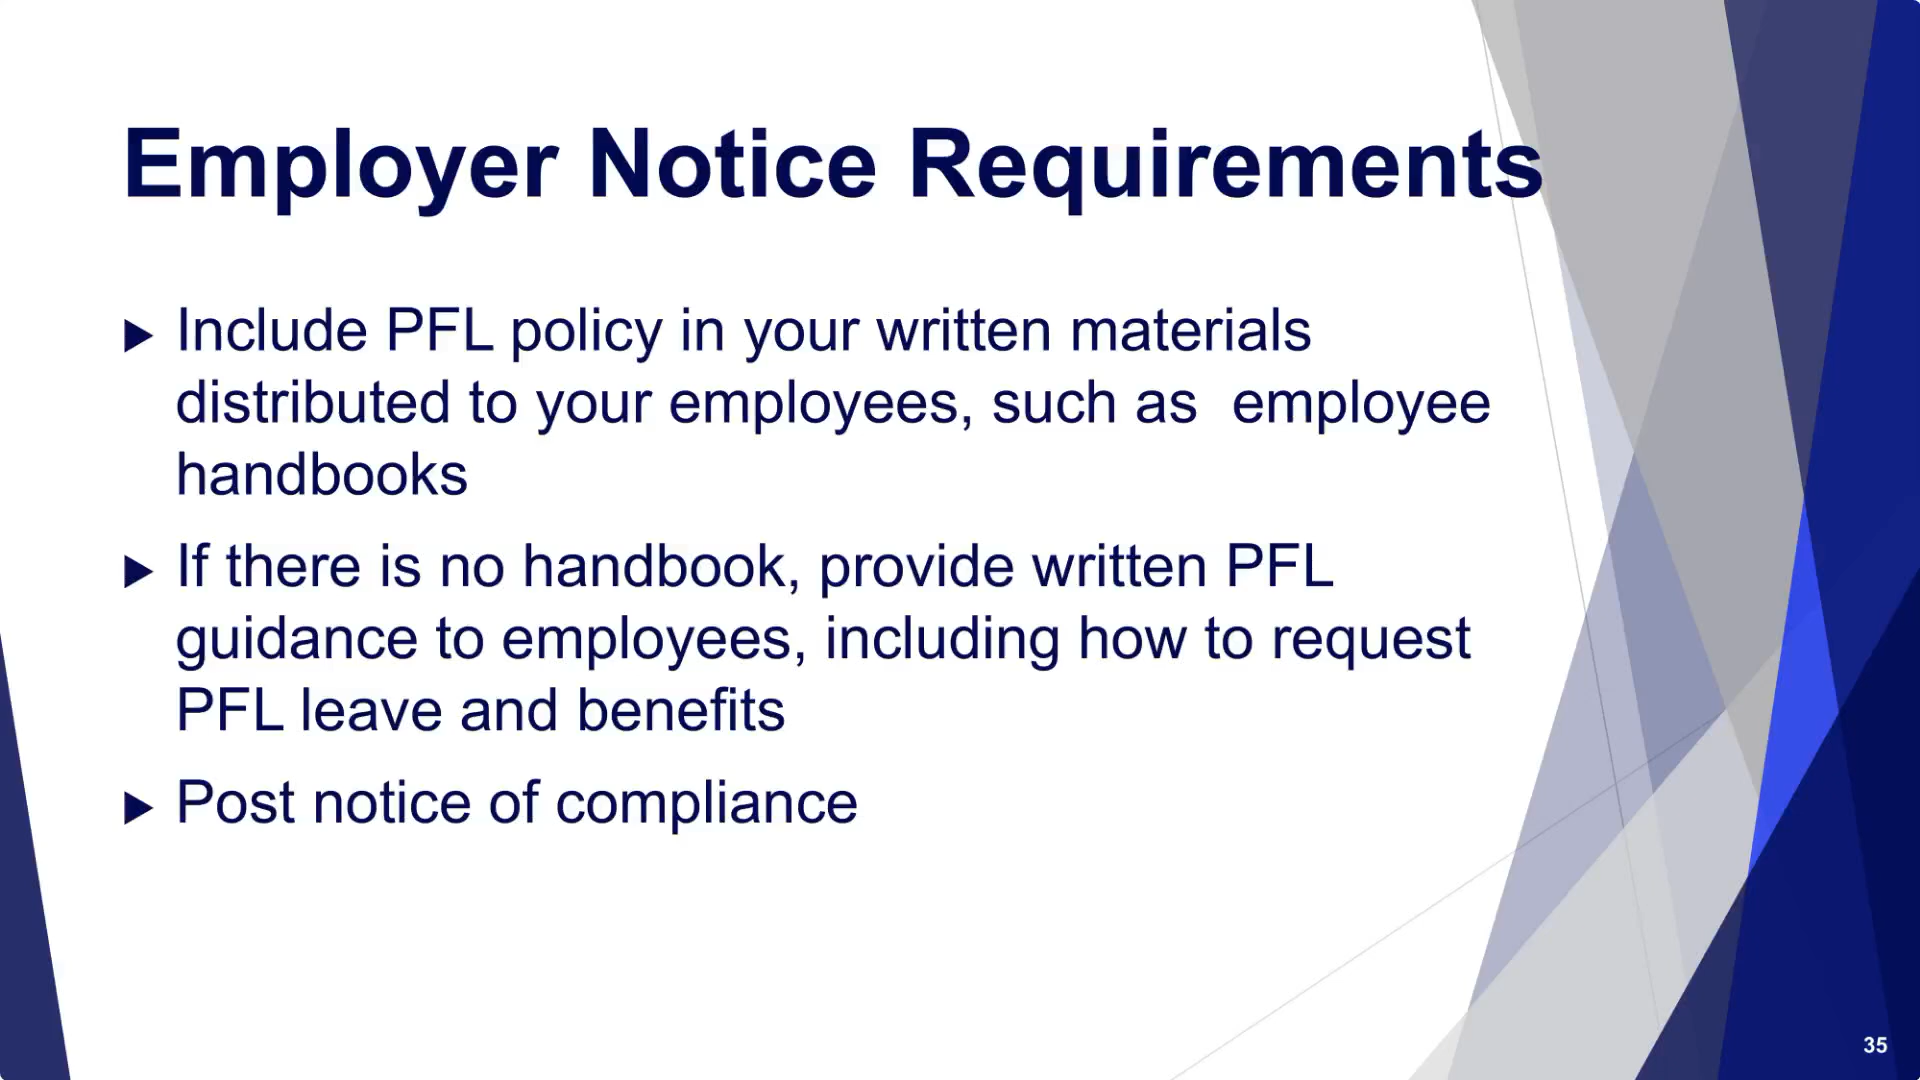 Employer Notice Requirements
▶ Include PFL policy in your written materials
distributed to your employees, such as  employee
handbooks
▶ If there is no handbook, provide written PFL
guidance to employees, including how to request
PFL leave and benefits
▶ Post notice of compliance
35